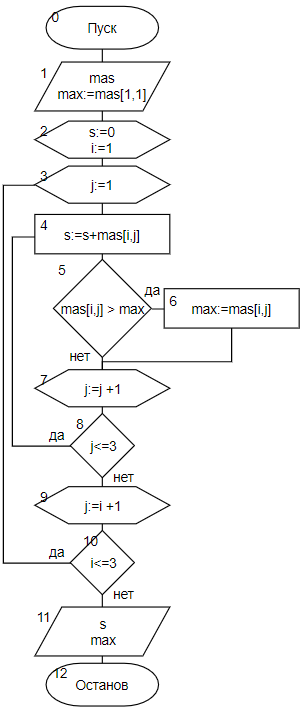 0
Пуск
1
mas
max:=mas[1,1]
2
s:=0
i:=1
3
j:=1
4
s:=s+mas[i,j]
5
mas[i,j] > max
да
6
max:=mas[i,j]
нет
7
j:=j +1
8
да
j<=3
нет
9
j:=i +1
10
да
i<=3
нет
11
s
max
12
Останов